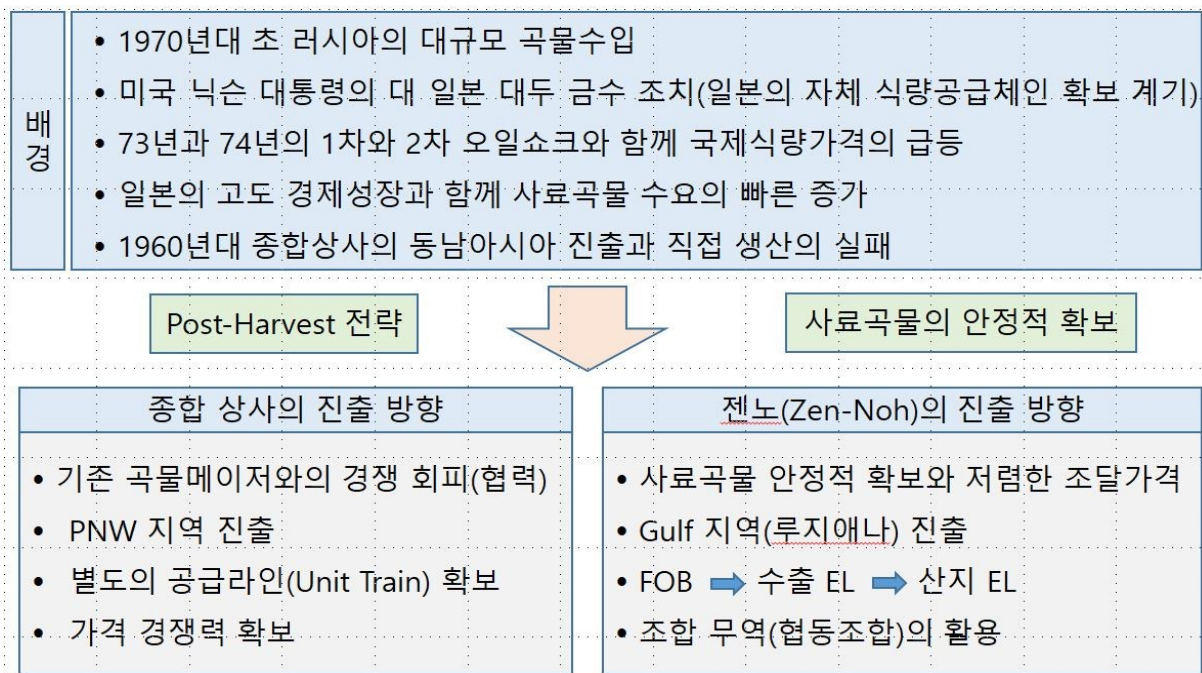 배경
• 1970년대 초 러시아의 대규모 곡물수입
• 미국 닉슨 대통령의 대 일본 대두 금수 조치(일본의 자체 식량공급체인 확보 계기)
• 73년과 74년의 1차와 2차 오일쇼크와 함께 국제식량가격의 급등
• 일본의 고도 경제성장과 함께 사료곡물 수요의 빠른 증가
• 1960년대 종합상사의 동남아시아 진출과 직접 생산의 실패
Post-Harvest 전략
사료곡물의 안정적 확보
종합 상사의 진출 방향
• 기존 곡물메이저와의 경쟁 회피(협력)
• PNW 지역 진출
• 별도의 공급라인(Unit Train) 확보
• 가격 경쟁력 확보
젠노(Zen-Noh)의 진출 방향
• 사료곡물 안정적 확보와 저렴한 조달가격
• Gulf 지역(루지애나) 진출
• FOB ➡ 수출 EL ➡ 산지 EL
• 조합 무역(협동조합)의 활용